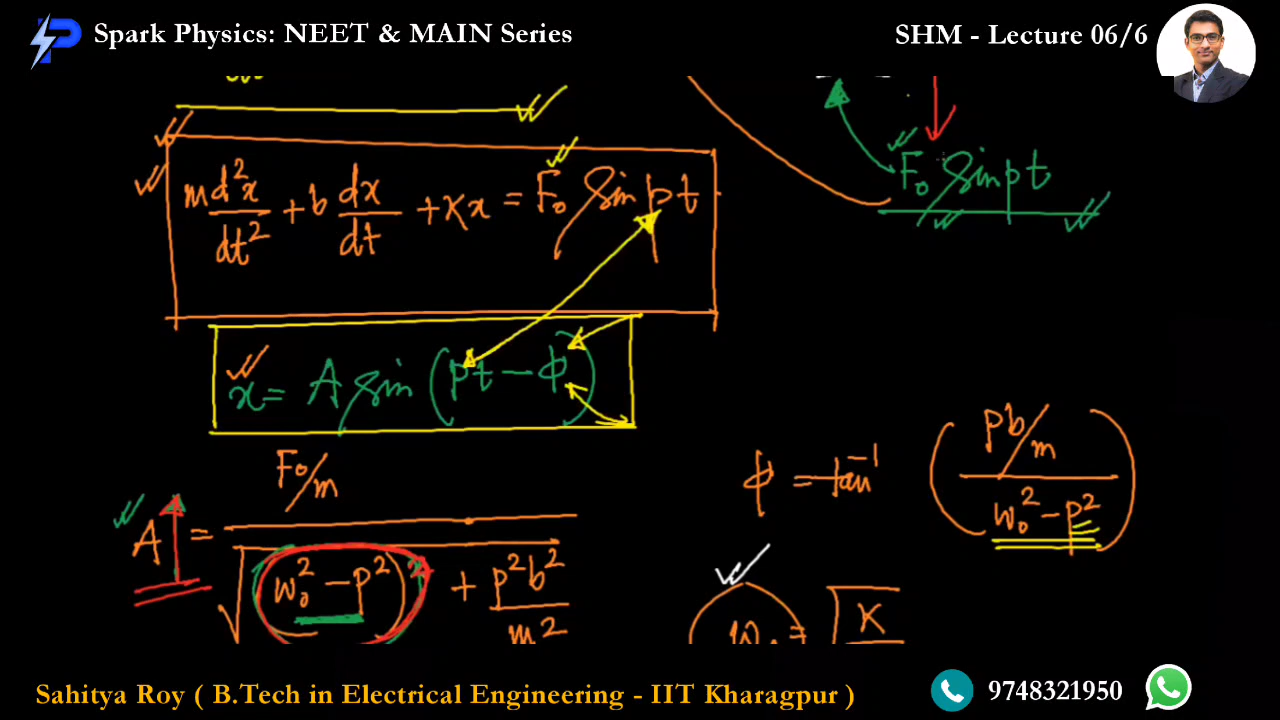 Spark Physics: NEET & MAIN Series
SHM - Lecture 06/6
F₀ sin pt
m d²x/dt² + b dx/dt + Kx = F₀ sin pt
x = A sin (pt − φ)
A = F₀/m / √((ω₀² − p²)² + p²b²/m²)
φ = tan⁻¹ (pb/m / ω₀² − p²)
= √K
Sahitya Roy ( B.Tech in Electrical Engineering - IIT Kharagpur )
9748321950